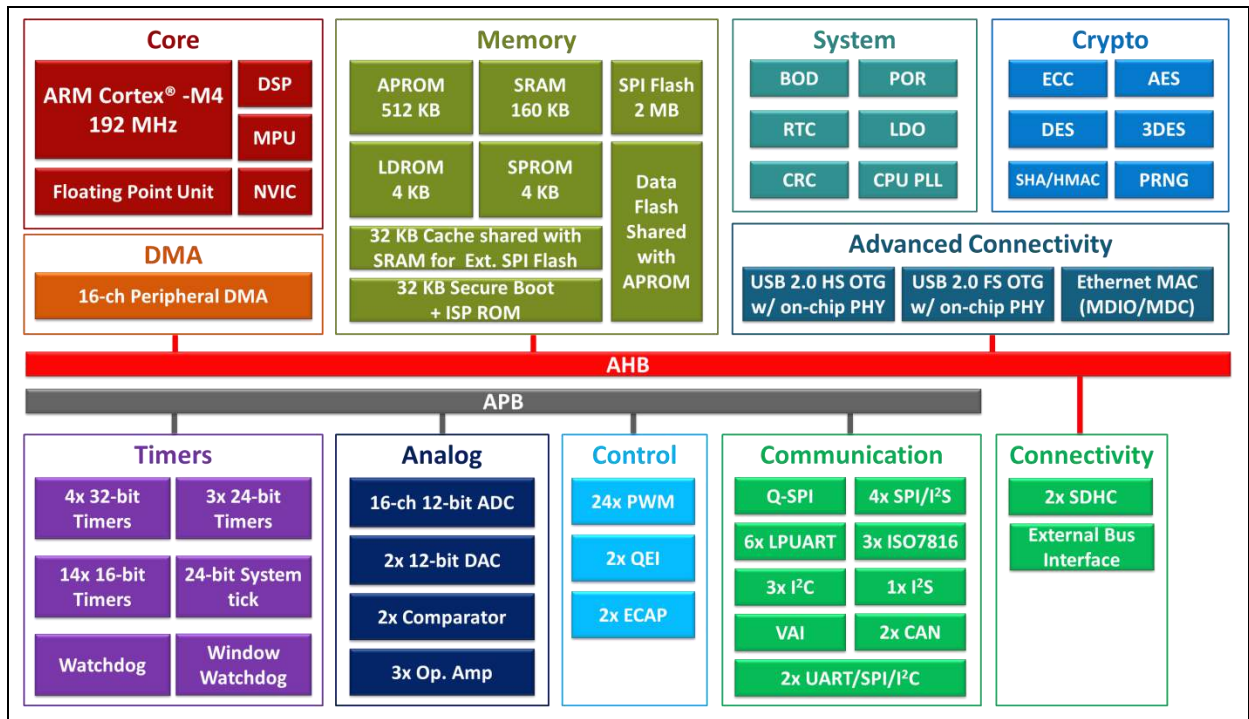 Core
ARM Cortex® -M4
192 MHz
DSP
MPU
Floating Point Unit
NVIC
DMA
16-ch Peripheral DMA
Memory
APROM
512 KB
SRAM
160 KB
SPI Flash
2 MB
LDROM
4 KB
SPROM
4 KB
Data
Flash
Shared
with
APROM
32 KB Cache shared with
SRAM for Ext. SPI Flash
32 KB Secure Boot
+ ISP ROM
System
BOD
POR
RTC
LDO
CRC
CPU PLL
Crypto
ECC
AES
DES
3DES
SHA/HMAC
PRNG
Advanced Connectivity
USB 2.0 HS OTG
w/ on-chip PHY
USB 2.0 FS OTG
w/ on-chip PHY
Ethernet MAC
(MDIO/MDC)
AHB
APB
Timers
4x 32-bit
Timers
3x 24-bit
Timers
14x 16-bit
Timers
24-bit System
tick
Watchdog
Window
Watchdog
Analog
16-ch 12-bit ADC
2x 12-bit DAC
2x Comparator
3x Op. Amp
Control
24x PWM
2x QEI
2x ECAP
Communication
Q-SPI
4x SPI/I²S
6x LPUART
3x ISO7816
3x I²C
1x I²S
VAI
2x CAN
2x UART/SPI/I²C
Connectivity
2x SDHC
External Bus
Interface